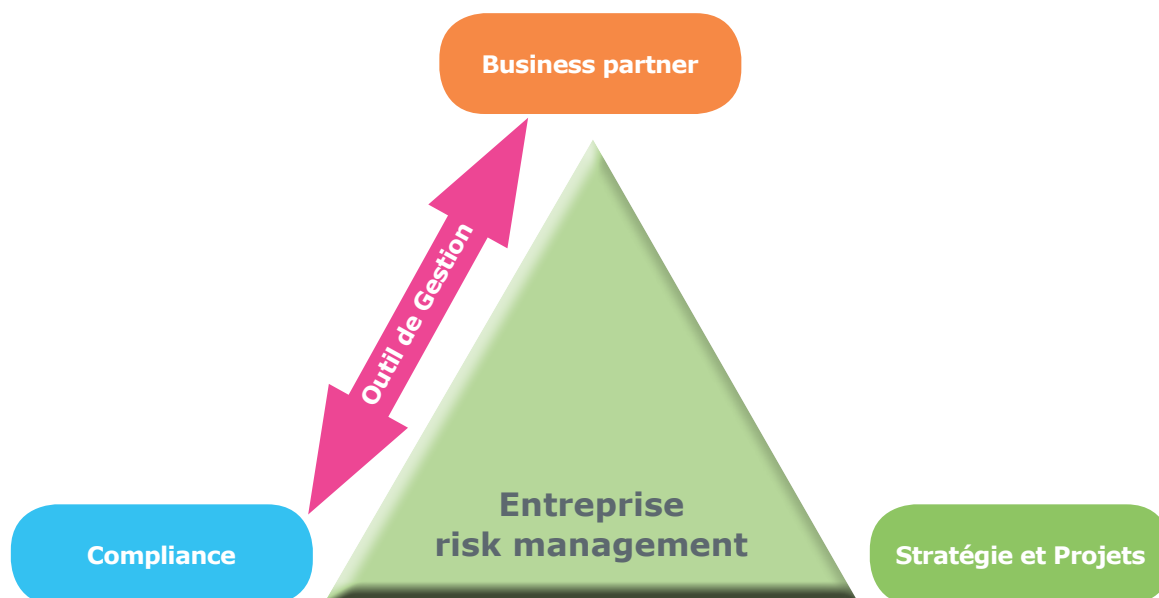 Business partner
Outil de Gestion
Entreprise
risk management
Compliance
Stratégie et Projets